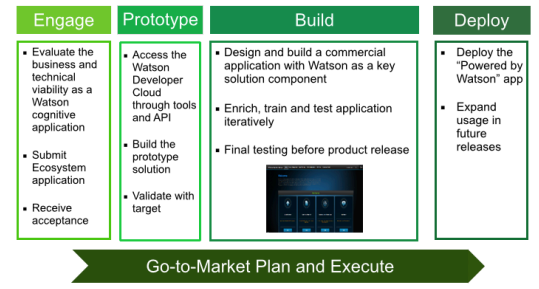 Engage
Evaluate the
business and
technical
viability as a
Watson
cognitive
application
Submit
Ecosystem
application
Receive
acceptance
Prototype
Access the
Watson
Developer
Cloud
through tools
and API
Build the
prototype
solution
Validate with
target
Build
Design and build a commercial
application with Watson as a key
solution component
Enrich, train and test application
iteratively
Final testing before product release
Deploy
Deploy the
“Powered by
Watson” app
Expand
usage in
future
releases
Go-to-Market Plan and Execute